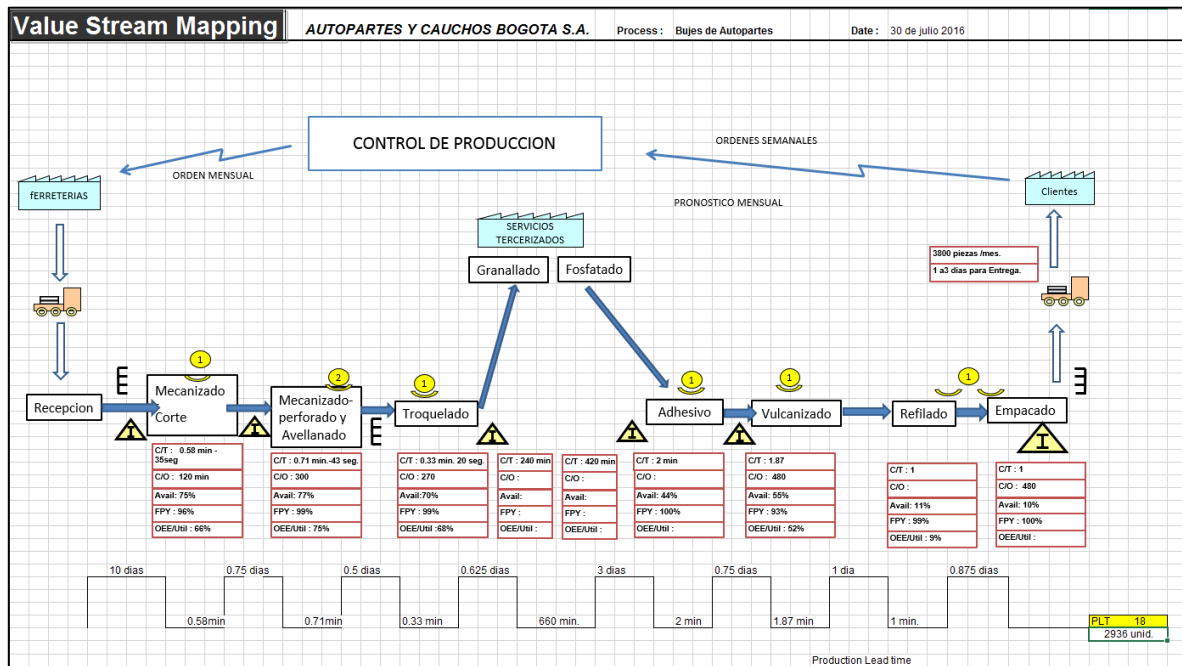 Value Stream Mapping
AUTOPARTES Y CAUCHOS BOGOTA S.A.
Process : Bujes de Autopartes
Date : 30 de julio 2016
CONTROL DE PRODUCCION
ORDENES SEMANALES
ORDEN MENSUAL
PRONOSTICO MENSUAL
fERRETERIAS
Clientes
SERVICIOS
TERCERIZADOS
Granallado
Fosfatado
3800 piezas /mes.
1 a3 dias para Entrega.
1
2
1
1
1
1
Recepcion
Mecanizado
Corte
Mecanizado-
perforado y
Avellanado
Troquelado
Adhesivo
Vulcanizado
Refilado
Empacado
I
I
I
I
I
I
C/T : 0.58 min -
35seg
C/O : 120 min
Avail: 75%
FPY : 96%
OEE/Util : 66%
C/T : 0.71 min.-43 seg.
C/O : 300
Avail: 77%
FPY : 99%
OEE/Util : 75%
C/T : 0.33 min. 20 seg.
C/O : 270
Avail:70%
FPY : 99%
OEE/Util :68%
C/T : 240 min
C/O :
Avail:
FPY :
OEE/Util :
C/T : 420 min
C/O :
Avail:
FPY :
OEE/Util :
C/T : 2 min
C/O :
Avail: 44%
FPY : 100%
OEE/Util :
C/T : 1.87
C/O : 480
Avail: 55%
FPY : 93%
OEE/Util : 52%
C/T : 1
C/O :
Avail: 11%
FPY : 99%
OEE/Util : 9%
C/T : 1
C/O : 480
Avail: 10%
FPY : 100%
OEE/Util :
10 dias
0.75 dias
0.5 dias
0.625 dias
3 dias
0.75 dias
1 dia
0.875 dias
0.58min
0.71min
0.33 min
660 min.
2 min
1.87 min
1 min.
PLT 18
2936 unid.
Production Lead time